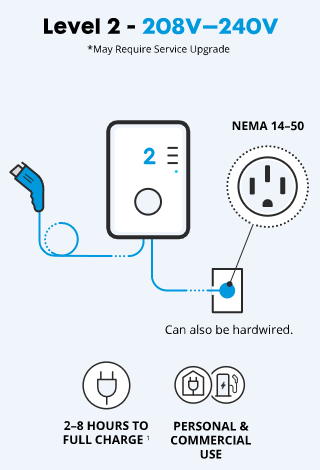 Level 2 - 208V—240V
*May Require Service Upgrade
NEMA 14–50
2
Can also be hardwired.
2–8 HOURS TO
FULL CHARGE 1
PERSONAL &
COMMERCIAL
USE